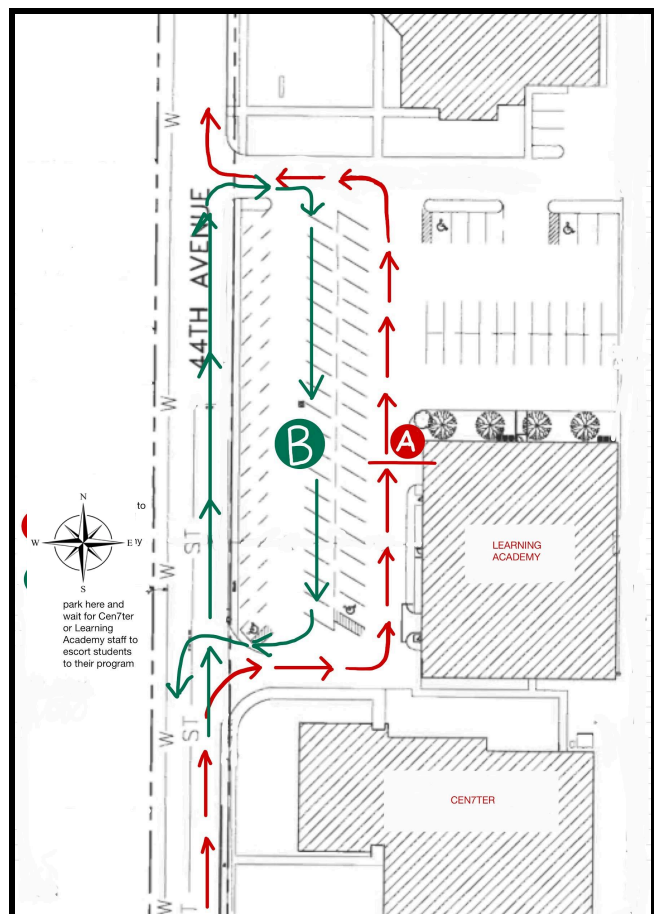 W
44TH AVENUE
W
A
B
N
W
E
S
to
y
ST
LEARNING
ACADEMY
W
park here and
wait for Cen7ter
or Learning
Academy staff to
escort students
to their program
ST
W
CEN7TER
W
T